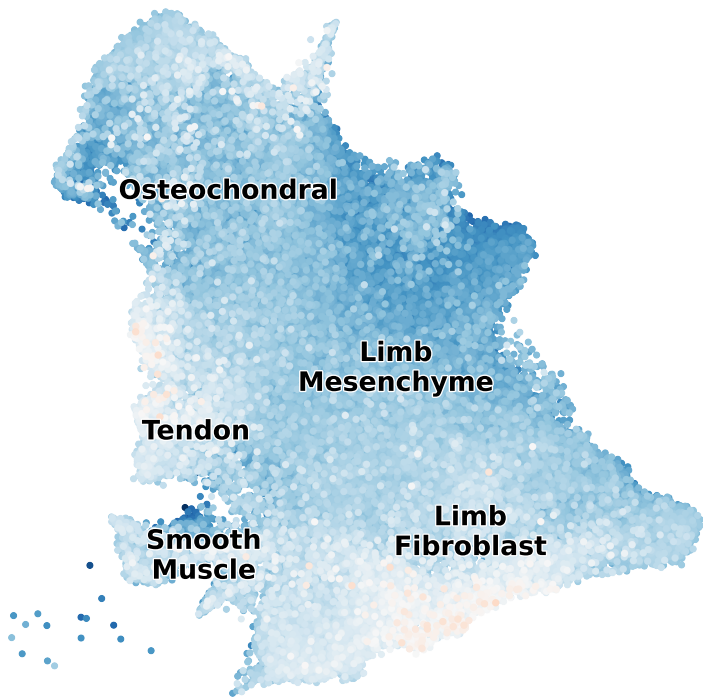 Osteochondral
Limb
Mesenchyme
Tendon
Limb
Fibroblast
Smooth
Muscle